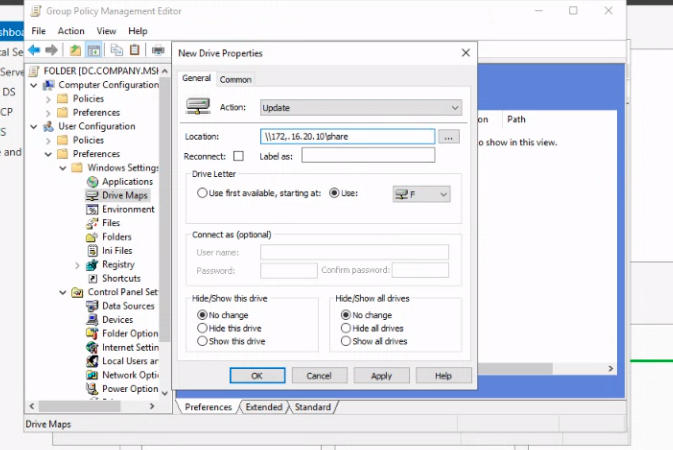 Group Policy Management Editor
File Action View Help
FOLDER [DC.COMPANY.MS
Computer Configuration
Policies
Preferences
User Configuration
Policies
Preferences
Windows Settings
Applications
Drive Maps
Environment
Files
Folders
Ini Files
Registry
Shortcuts
Control Panel Set
Data Sources
Devices
Folder Option
Internet Settin
Local Users an
Network Optio
Power Option
Drive Maps
shboa
cal Se
Serve
DS
CP
S
e and
New Drive Properties
General Common
Action: Update
Location: \\172,.16.20.10\share ...
Reconnect: Label as:
Drive Letter
Use first available, starting at: Use: F
Connect as (optional)
User name:
Password: Confirm password:
Hide/Show this drive Hide/Show all drives
No change No change
Hide this drive Hide all drives
Show this drive Show all drives
OK Cancel Apply Help
on Path
o show in this view.
Preferences Extended Standard